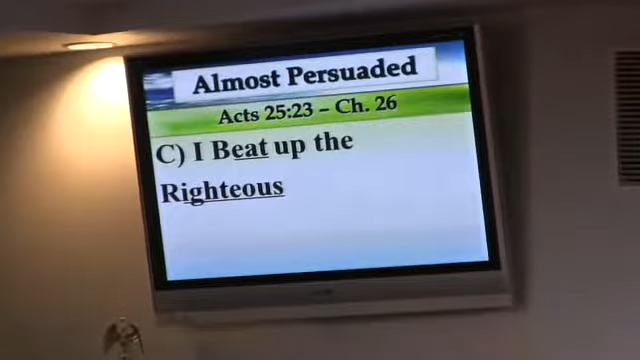 Almost Persuaded
Acts 25:23 – Ch. 26
C) I Beat up the
Righteous